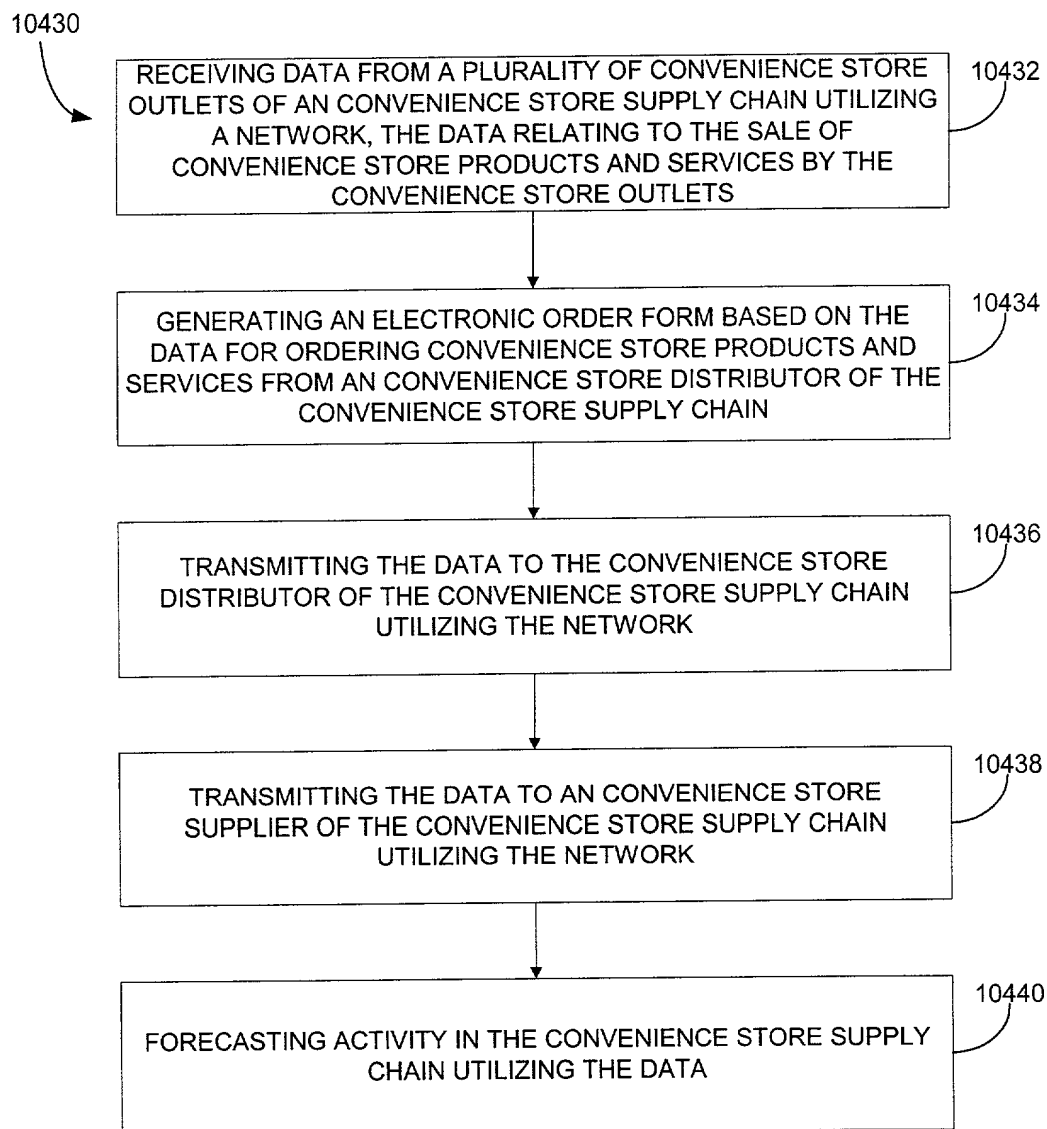 10430
RECEIVING DATA FROM A PLURALITY OF CONVENIENCE STORE
OUTLETS OF AN CONVENIENCE STORE SUPPLY CHAIN UTILIZING
A NETWORK, THE DATA RELATING TO THE SALE OF
CONVENIENCE STORE PRODUCTS AND SERVICES BY THE
CONVENIENCE STORE OUTLETS
10432
GENERATING AN ELECTRONIC ORDER FORM BASED ON THE
DATA FOR ORDERING CONVENIENCE STORE PRODUCTS AND
SERVICES FROM AN CONVENIENCE STORE DISTRIBUTOR OF THE
CONVENIENCE STORE SUPPLY CHAIN
10434
TRANSMITTING THE DATA TO THE CONVENIENCE STORE
DISTRIBUTOR OF THE CONVENIENCE STORE SUPPLY CHAIN
UTILIZING THE NETWORK
10436
TRANSMITTING THE DATA TO AN CONVENIENCE STORE
SUPPLIER OF THE CONVENIENCE STORE SUPPLY CHAIN
UTILIZING THE NETWORK
10438
FORECASTING ACTIVITY IN THE CONVENIENCE STORE SUPPLY
CHAIN UTILIZING THE DATA
10440